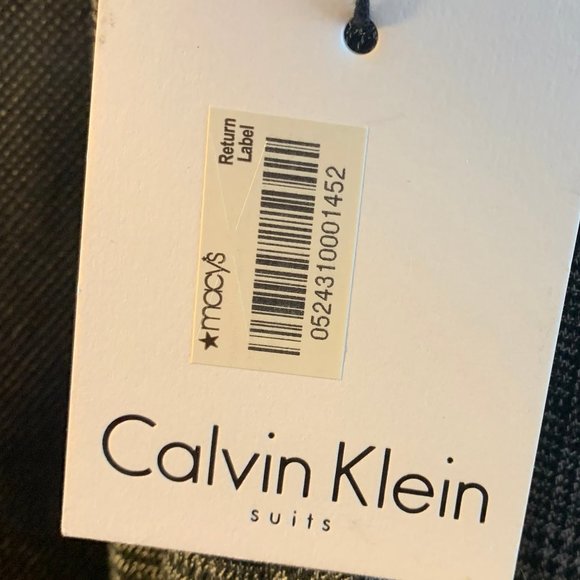 Return
Label
★macy's
0524310001452
Calvin Klein
suits